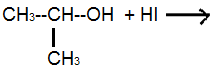 CH₃--CH--OH + HI ⟶
CH₃